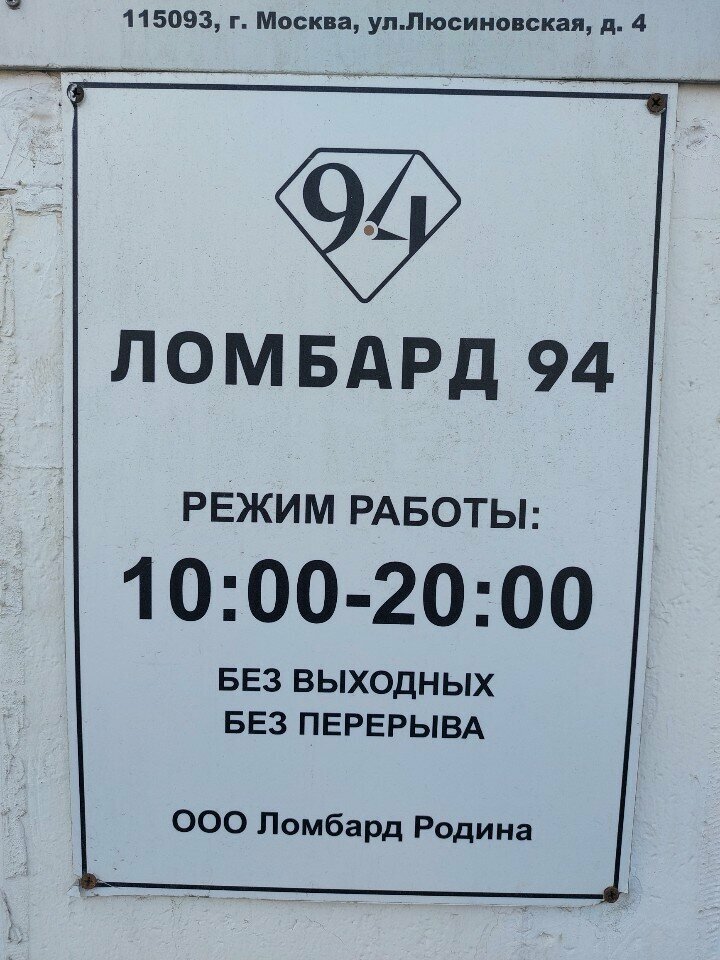 115093, г. Москва, ул.Люсиновская, д. 4
94
ЛОМБАРД 94
РЕЖИМ РАБОТЫ:
10:00-20:00
БЕЗ ВЫХОДНЫХ
БЕЗ ПЕРЕРЫВА
ООО Ломбард Родина